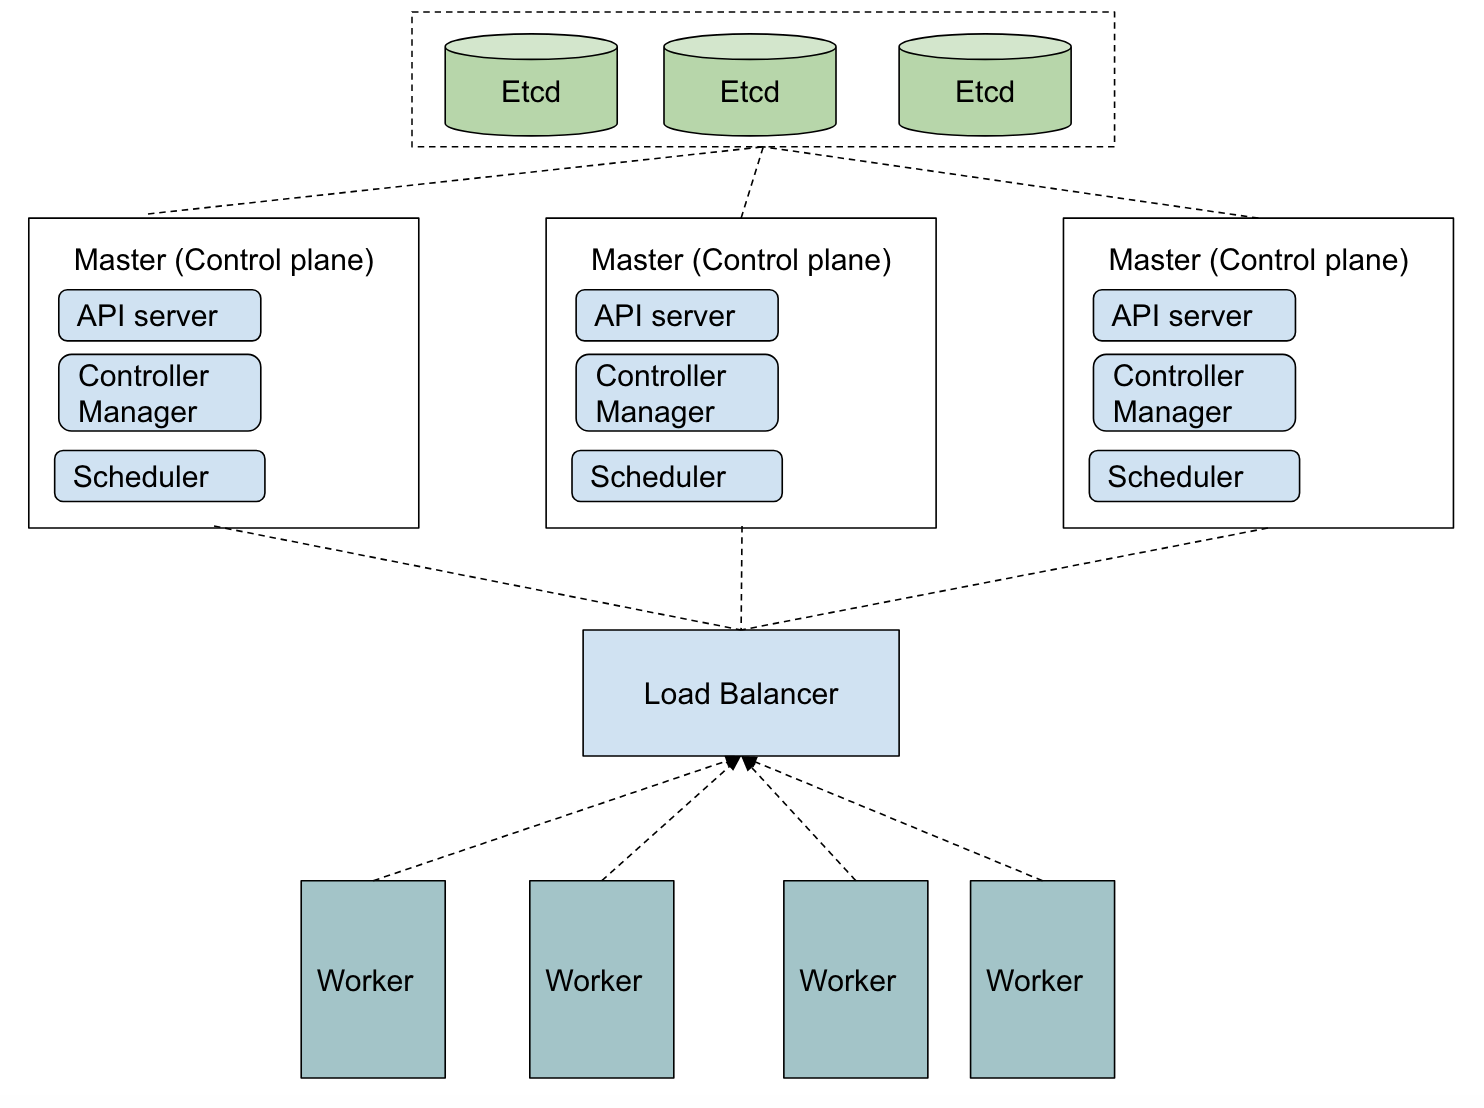 Etcd
Etcd
Etcd
Master (Control plane)
API server
Controller
Manager
Scheduler
Master (Control plane)
API server
Controller
Manager
Scheduler
Master (Control plane)
API server
Controller
Manager
Scheduler
Load Balancer
Worker
Worker
Worker
Worker